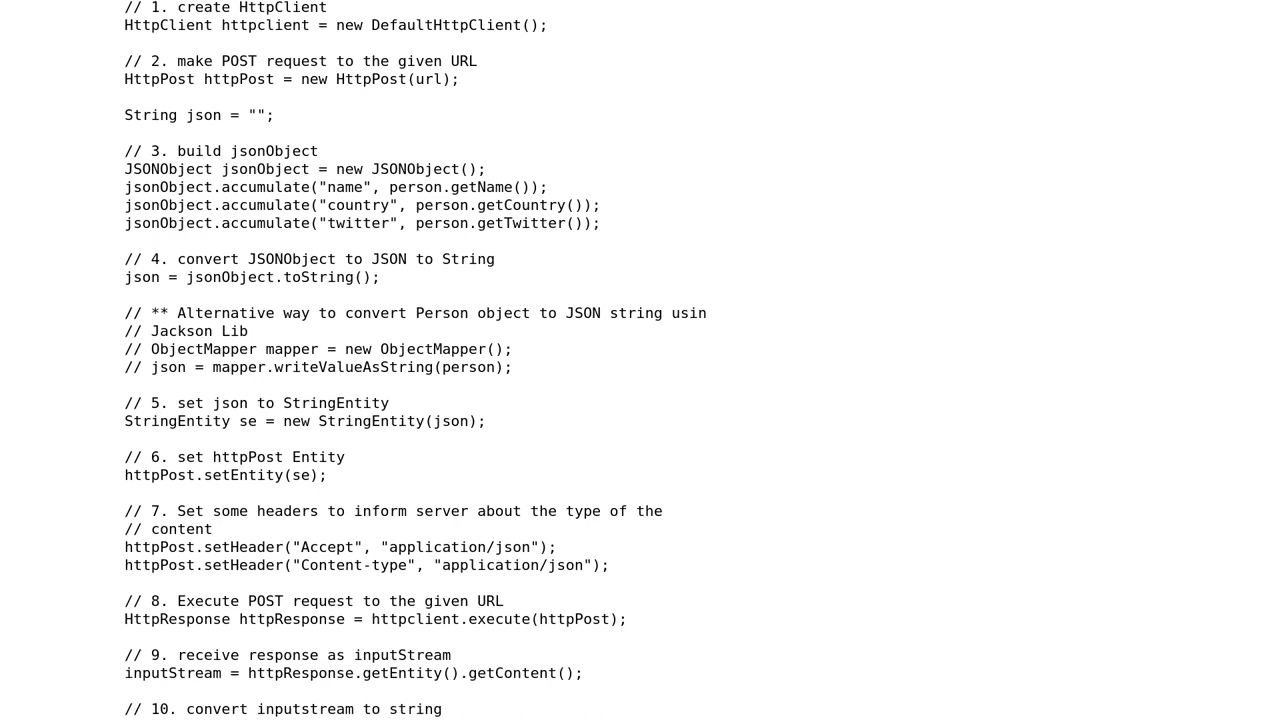 // 1. create HttpClient
HttpClient httpclient = new DefaultHttpClient();
// 2. make POST request to the given URL
HttpPost httpPost = new HttpPost(url);
String json = "";
// 3. build jsonObject
JSONObject jsonObject = new JSONObject();
jsonObject.accumulate("name", person.getName());
jsonObject.accumulate("country", person.getCountry());
jsonObject.accumulate("twitter", person.getTwitter());
// 4. convert JSONObject to JSON to String
json = jsonObject.toString();
// ** Alternative way to convert Person object to JSON string usin
// Jackson Lib
// ObjectMapper mapper = new ObjectMapper();
// json = mapper.writeValueAsString(person);
// 5. set json to StringEntity
StringEntity se = new StringEntity(json);
// 6. set httpPost Entity
httpPost.setEntity(se);
// 7. Set some headers to inform server about the type of the
// content
httpPost.setHeader("Accept", "application/json");
httpPost.setHeader("Content-type", "application/json");
// 8. Execute POST request to the given URL
HttpResponse httpResponse = httpclient.execute(httpPost);
// 9. receive response as inputStream
inputStream = httpResponse.getEntity().getContent();
// 10. convert inputstream to string